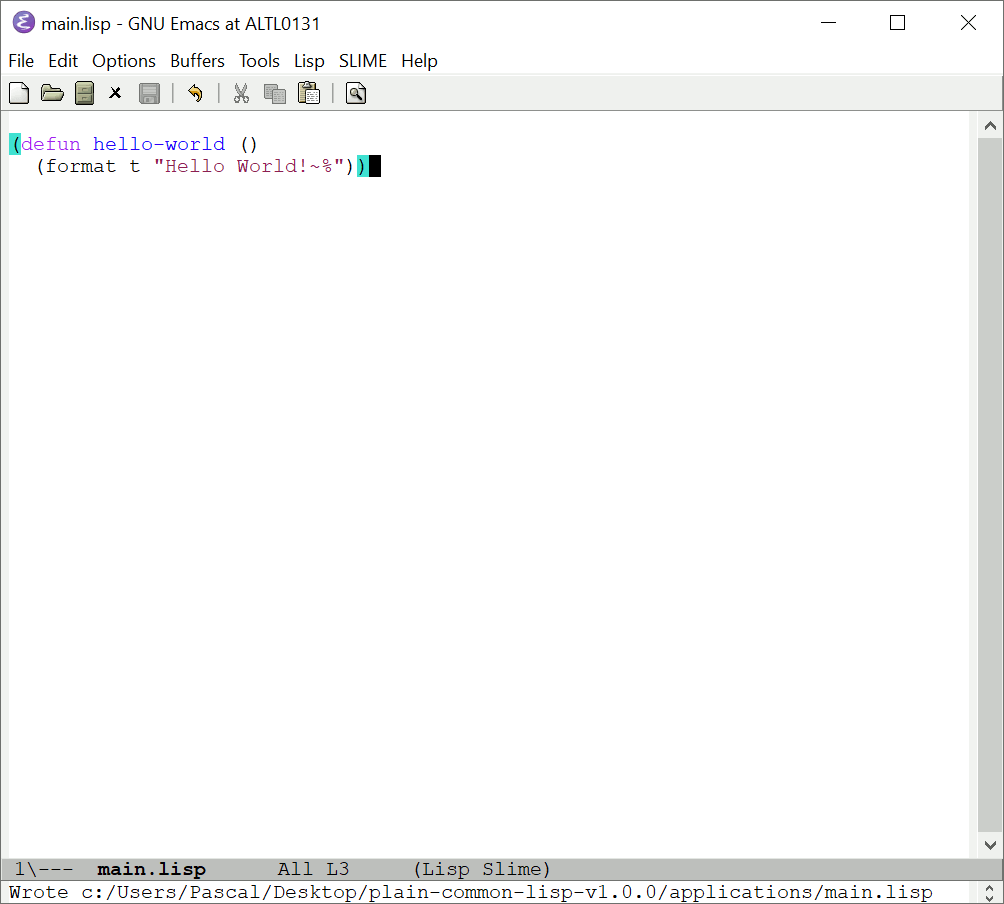 main.lisp - GNU Emacs at ALTL0131
File Edit Options Buffers Tools Lisp SLIME Help
(defun hello-world ()
  (format t "Hello World!~%"))
1\---  main.lisp      All L3     (Lisp Slime)
Wrote c:/Users/Pascal/Desktop/plain-common-lisp-v1.0.0/applications/main.lisp